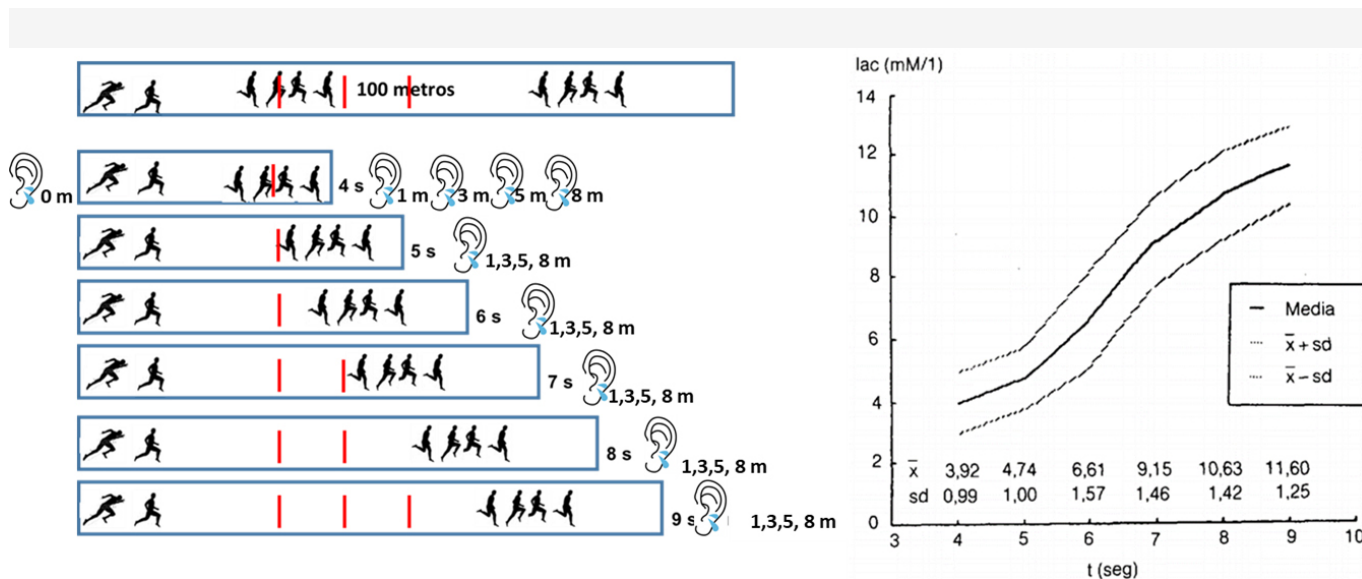 100 metros
0 m
4 s
1 m
3 m
5 m
8 m
5 s
1,3,5, 8 m
6 s
1,3,5, 8 m
7 s
1,3,5, 8 m
8 s
1,3,5, 8 m
9 s
1,3,5, 8 m
lac (mM/1)
14
12
10
8
6
4
2
0
Media
x̄ + sd
x̄ − sd
x̄ 3,92 4,74 6,61 9,15 10,63 11,60
sd 0,99 1,00 1,57 1,46 1,42 1,25
3 4 5 6 7 8 9 10
t (seg)